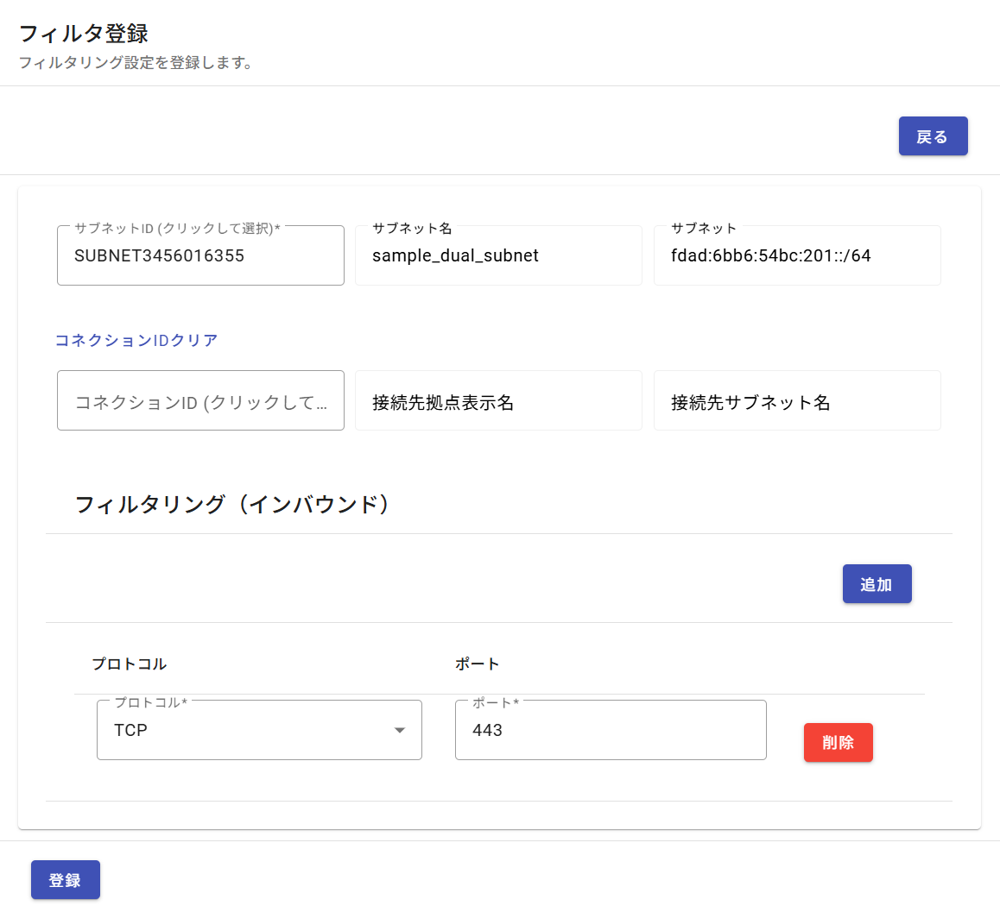 フィルタ登録
フィルタリング設定を登録します。
戻る
サブネットID (クリックして選択)*
SUBNET3456016355
サブネット名
sample_dual_subnet
サブネット
fdad:6bb6:54bc:201::/64
コネクションIDクリア
コネクションID (クリックして…
接続先拠点表示名
接続先サブネット名
フィルタリング（インバウンド）
追加
プロトコル
ポート
プロトコル*
TCP
ポート*
443
削除
登録